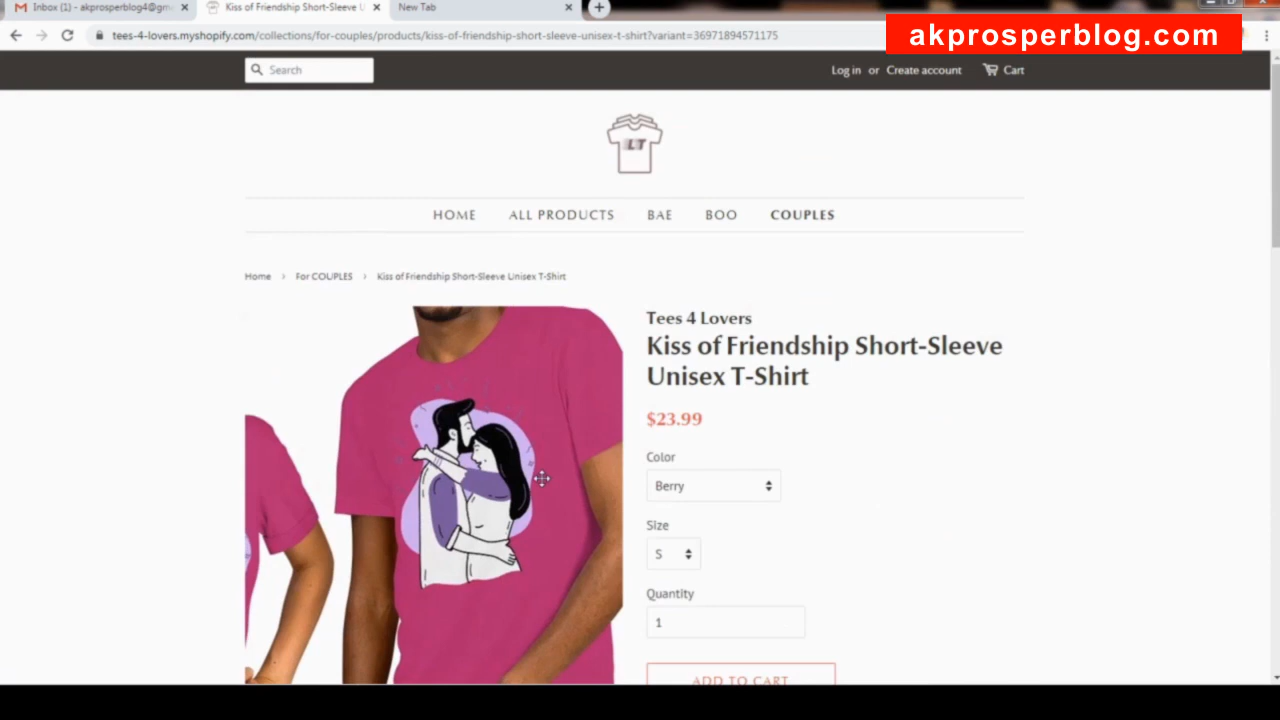 Inbox (1) - akprosperblog4@gm
Kiss of Friendship Short-Sleeve U
New Tab
tees-4-lovers.myshopify.com/collections/for-couples/products/kiss-of-friendship-short-sleeve-unisex-t-shirt?variant=36971894571175
akprosperblog.com
Search
Log in or Create account
Cart
LT
HOME
ALL PRODUCTS
BAE
BOO
COUPLES
Home › For COUPLES › Kiss of Friendship Short-Sleeve Unisex T-Shirt
Tees 4 Lovers
Kiss of Friendship Short-Sleeve
Unisex T-Shirt
$23.99
Color
Berry
Size
S
Quantity
1
ADD TO CART